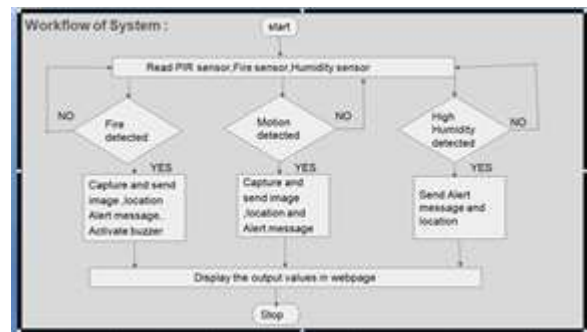 Workflow of System :
start
Read PIR sensor,Fire sensor,Humidity sensor
NO
Fire
detected
YES
Capture and send
image ,location
Alert message,
Activate buzzer
Motion
detected
NO
YES
Capture and
send image
,location and
Alert message
High
Humidity
detected
NO
YES
Send Alert
message and
location
Display the output values in webpage
Stop